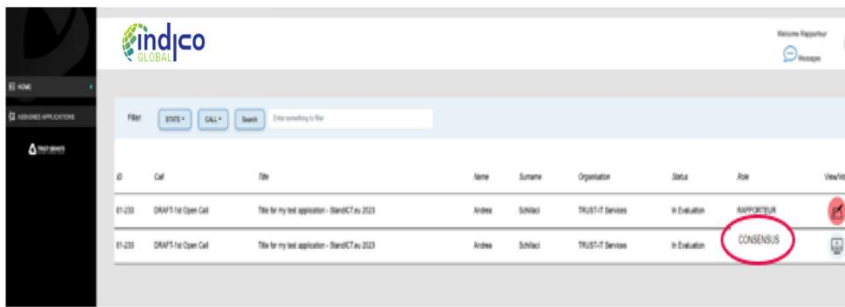 indico
GLOBAL
Welcome Rapporteur
Messages
HOME
ASSIGNED APPLICATIONS
TRUST-GRANTS
Filter: STATE CALL Search Enter something to filter
ID Call Title Name Surname Organisation Status Role
01-233 DRAFT-1st Open Call Title for my test application - StandICT.eu 2023 Andrea Schillaci TRUST-IT Services In Evaluation RAPPORTEUR
01-233 DRAFT-1st Open Call Title for my test application - StandICT.eu 2023 Andrea Schillaci TRUST-IT Services In Evaluation CONSENSUS